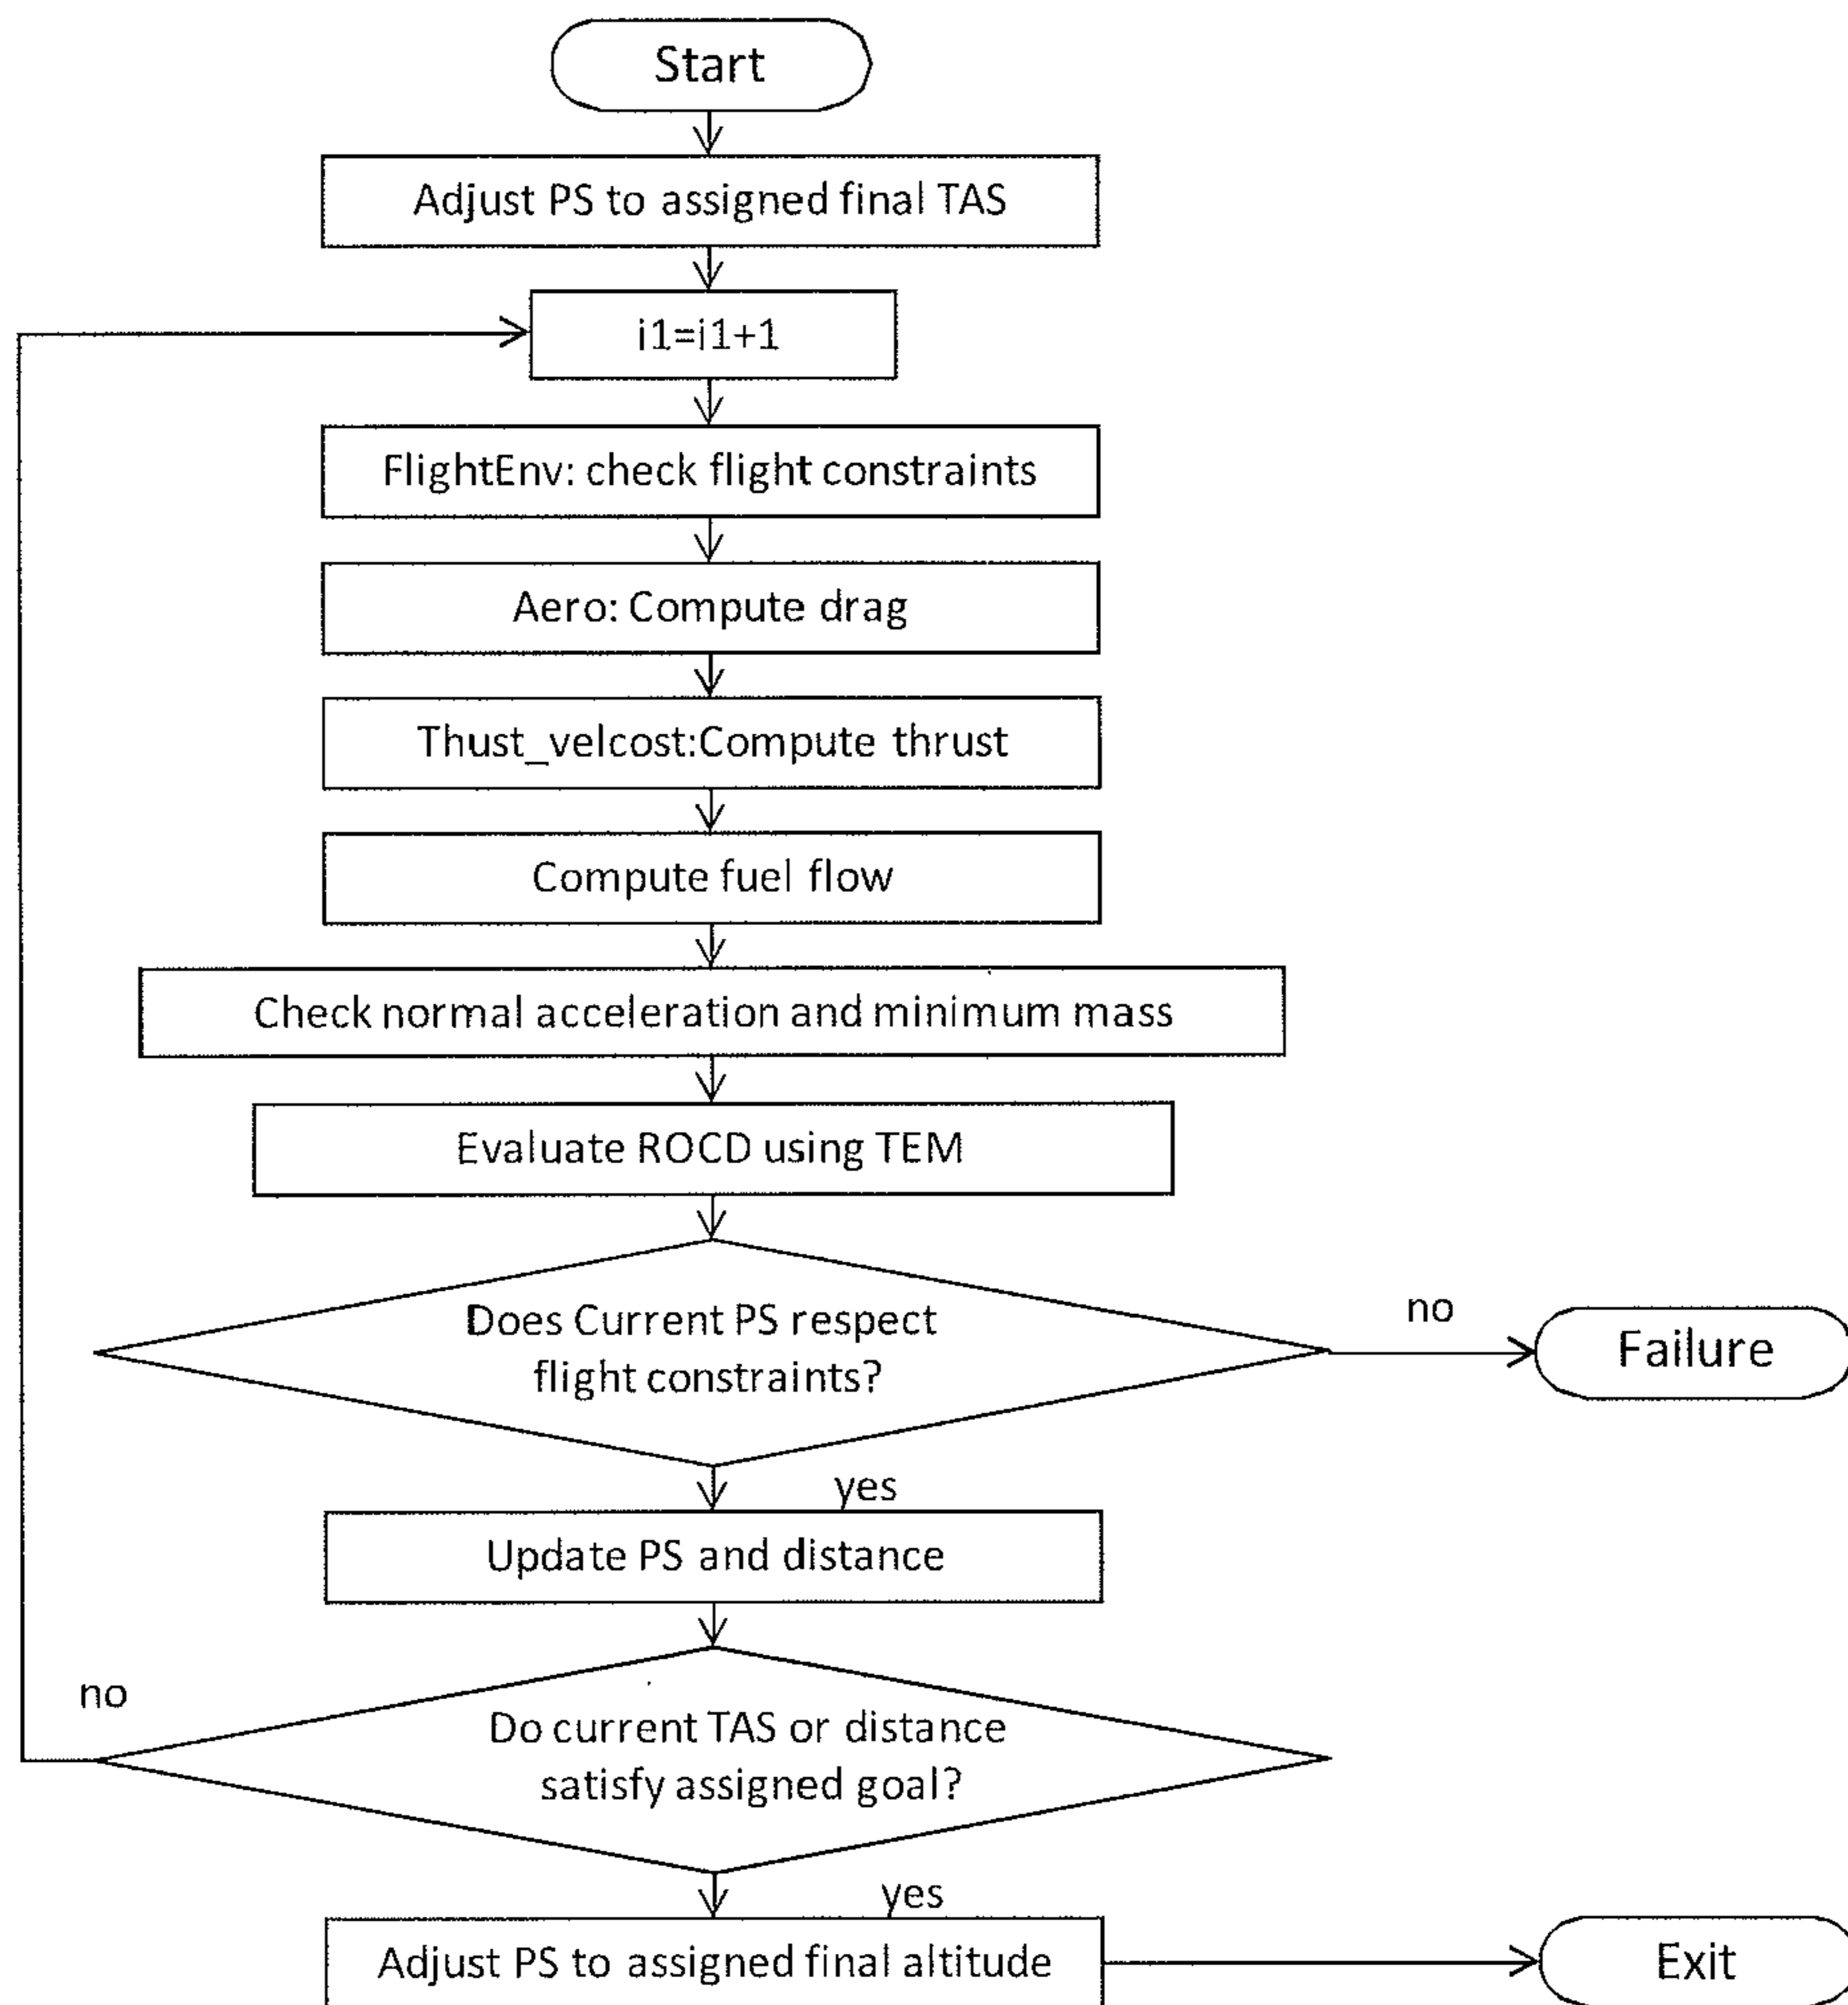 Start
Adjust PS to assigned final TAS
i1=i1+1
FlightEnv: check flight constraints
Aero: Compute drag
Thust_velcost:Compute thrust
Compute fuel flow
Check normal acceleration and minimum mass
Evaluate ROCD using TEM
Does Current PS respect
flight constraints?
no
Failure
yes
Update PS and distance
no
Do current TAS or distance
satisfy assigned goal?
yes
Adjust PS to assigned final altitude
Exit